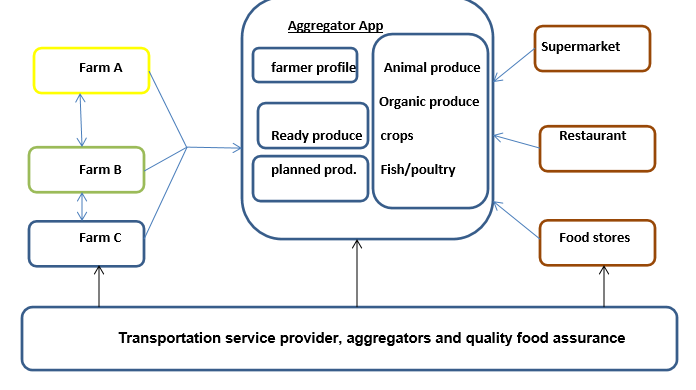 Aggregator App
Farm A
Farm B
Farm C
farmer profile
Ready produce
planned prod.
Animal produce
Organic produce
crops
Fish/poultry
Supermarket
Restaurant
Food stores
Transportation service provider, aggregators and quality food assurance